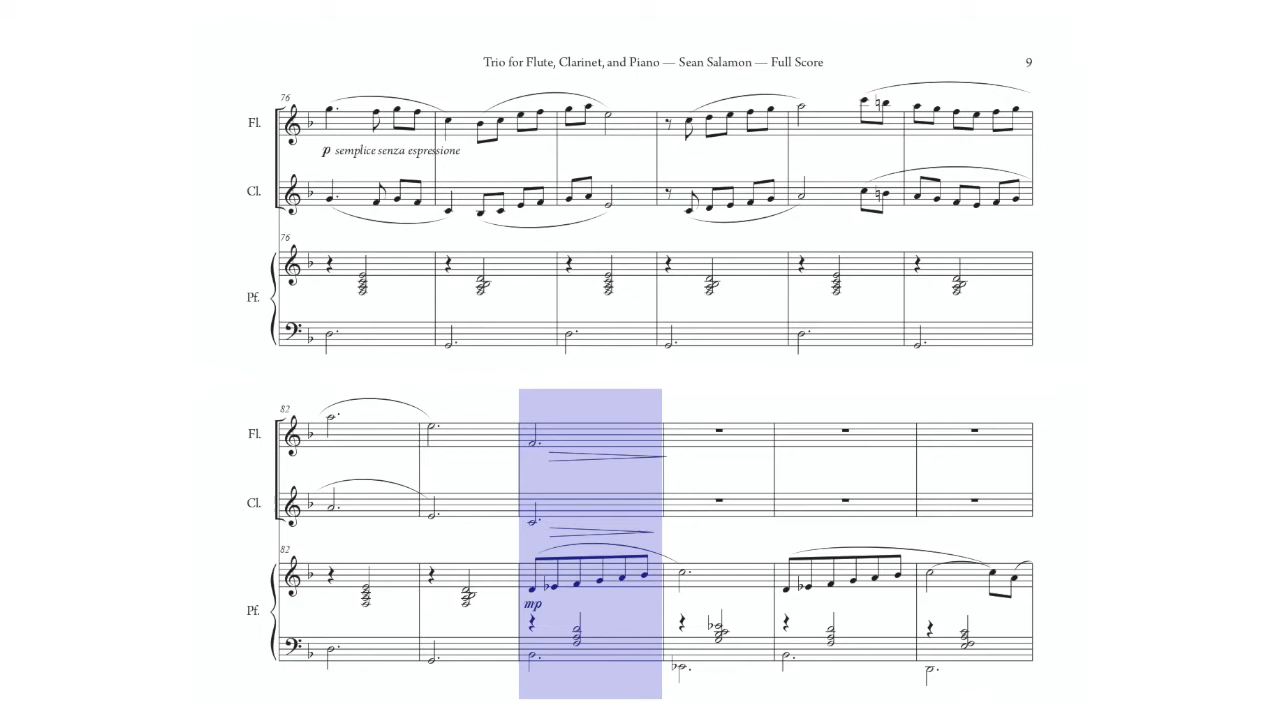 Trio for Flute, Clarinet, and Piano — Sean Salamon — Full Score 9
76
Fl.
p semplice senza espressione
Cl.
76
Pf.
82
Fl.
Cl.
82
Pf.
mp